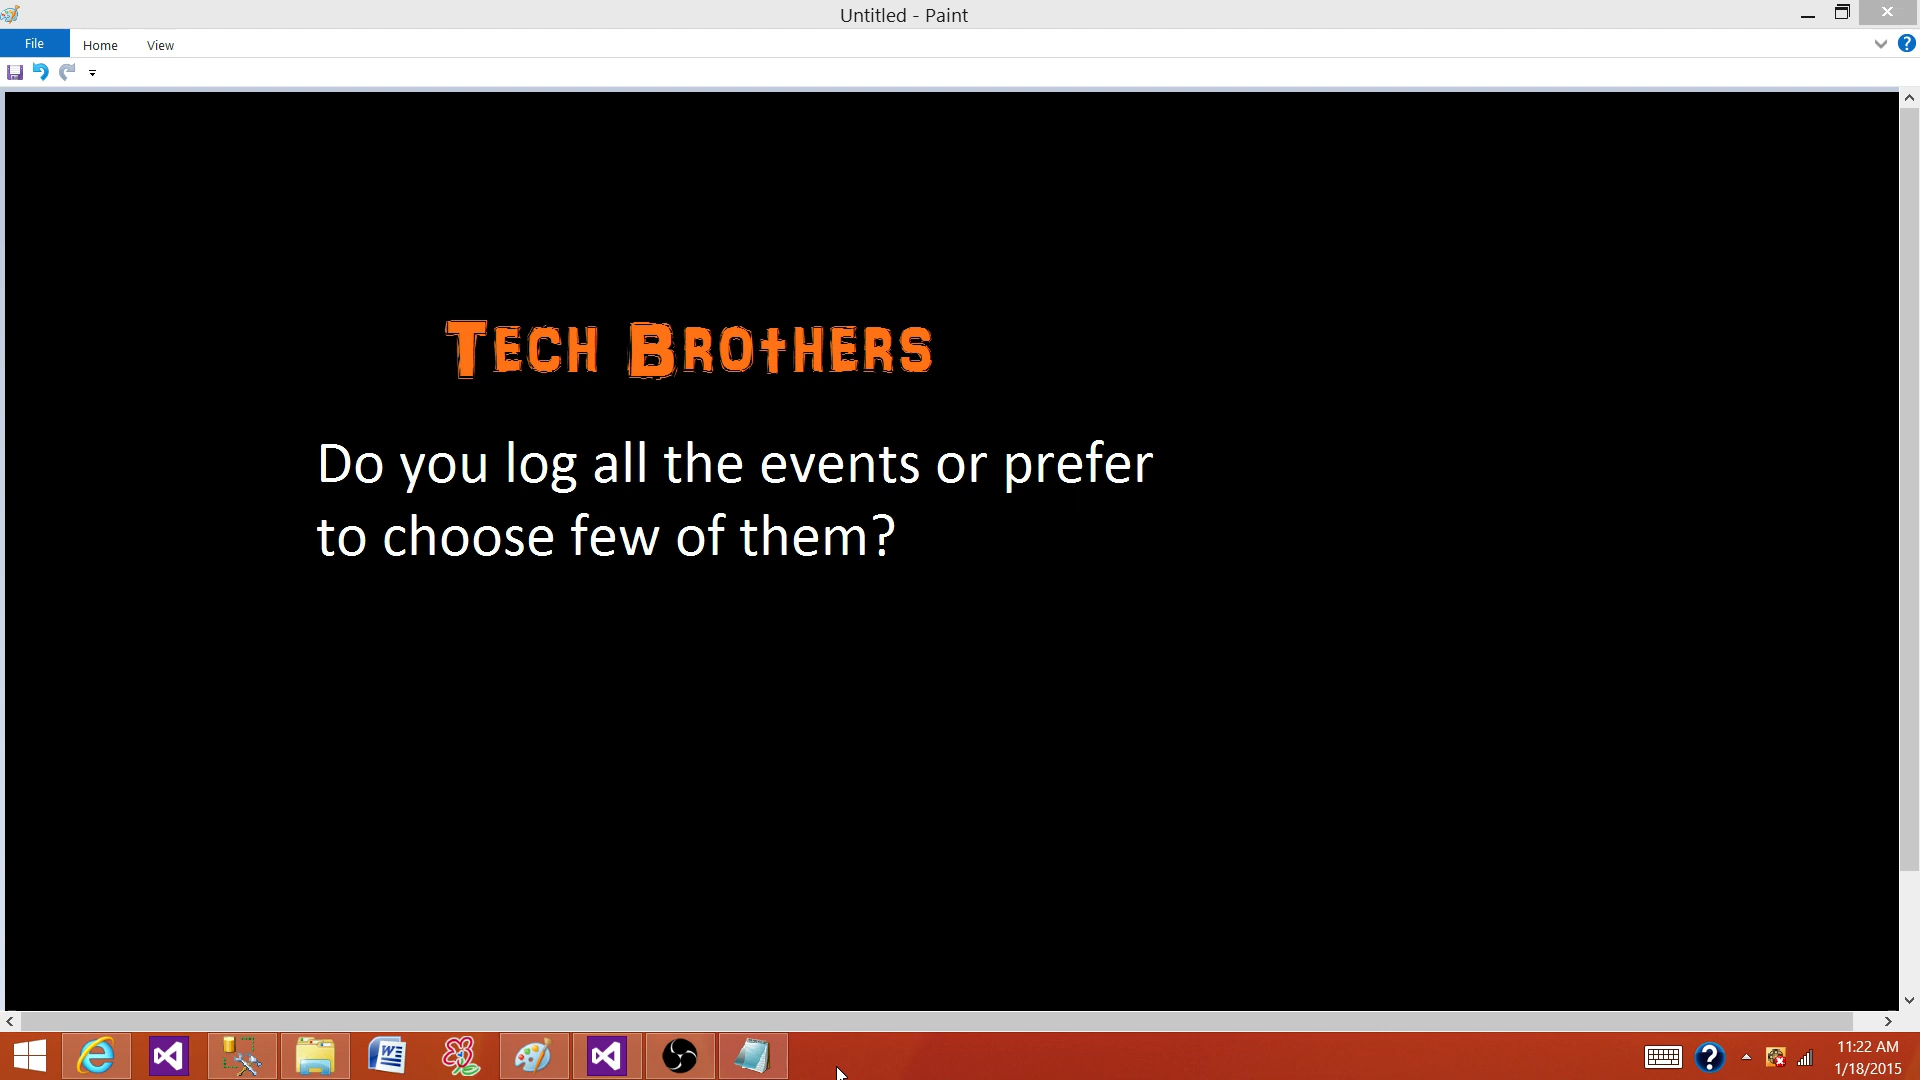 Untitled - Paint
File Home View
Tech Brothers
Do you log all the events or prefer
to choose few of them?
11:22 AM
1/18/2015